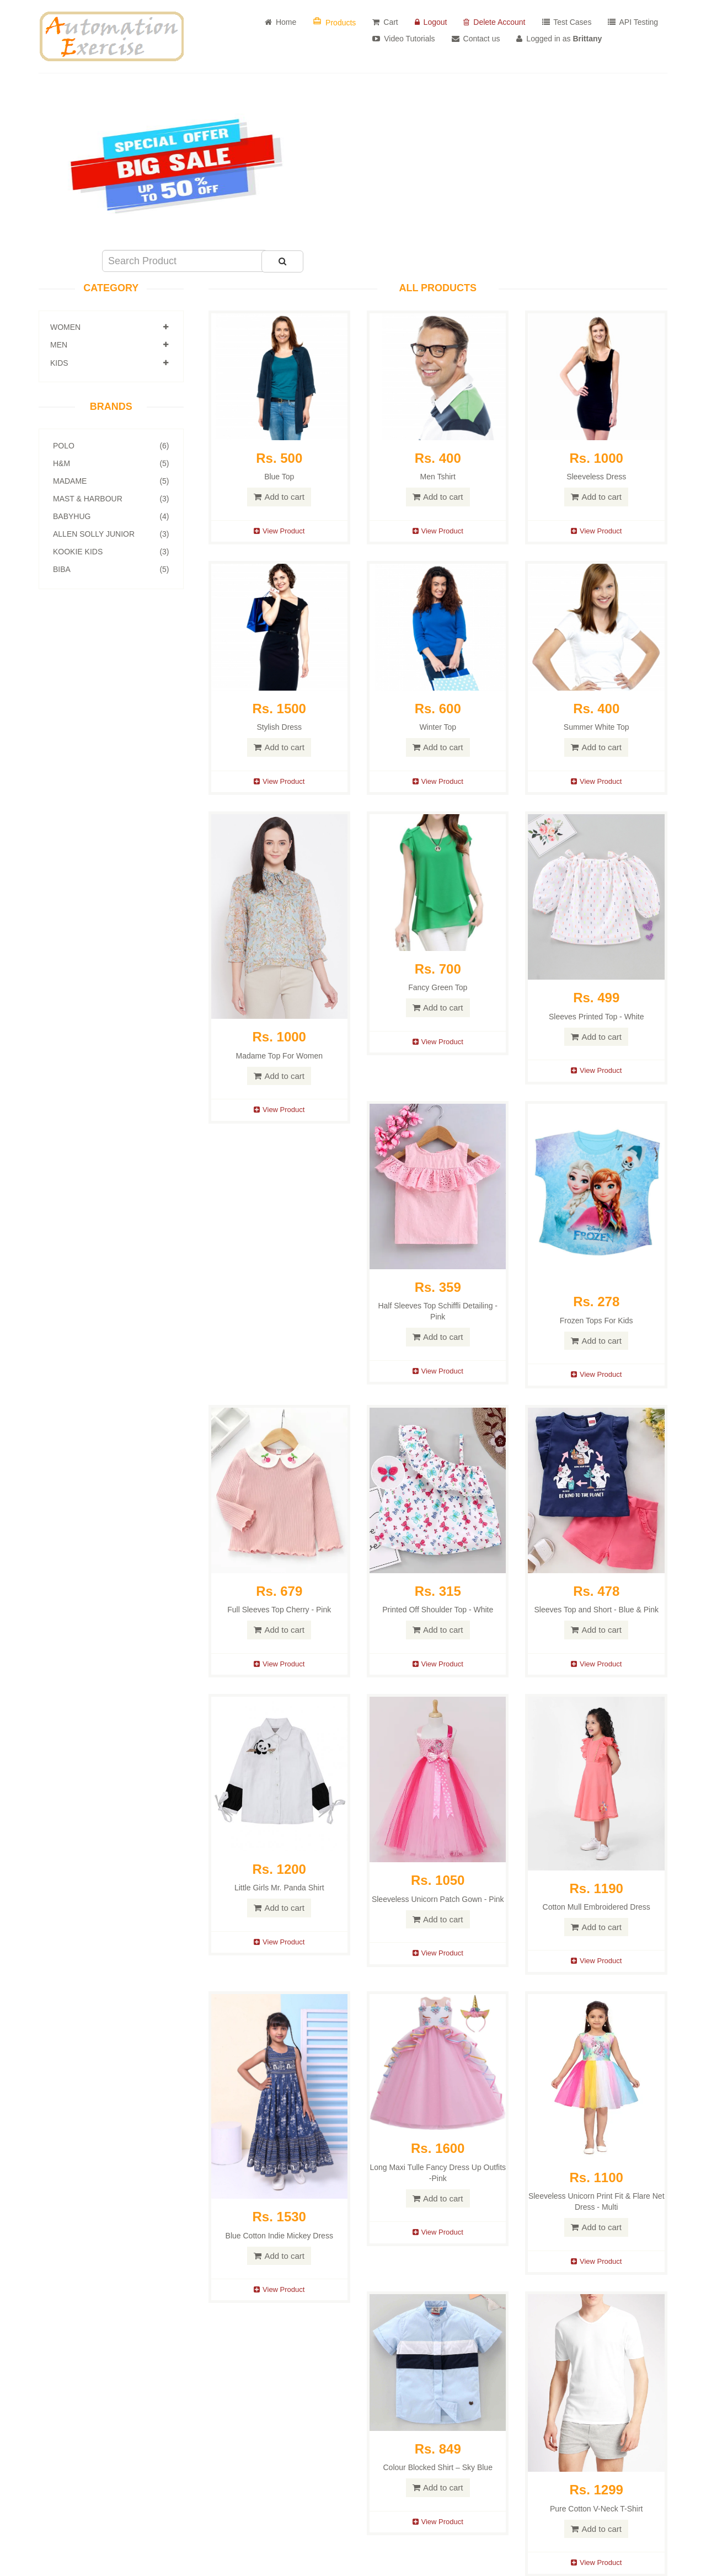 Automation
Exercise
Home
Products
Cart
Logout
Delete Account
Test Cases
API Testing
Video Tutorials
Contact us
Logged in as Brittany
SPECIAL OFFER
BIG SALE
UP TO 50% OFF
Search Product
CATEGORY
WOMEN
MEN
KIDS
BRANDS
POLO (6)
H&M (5)
MADAME (5)
MAST & HARBOUR (3)
BABYHUG (4)
ALLEN SOLLY JUNIOR (3)
KOOKIE KIDS (3)
BIBA (5)
ALL PRODUCTS
Rs. 500
Blue Top
Add to cart
View Product
Rs. 400
Men Tshirt
Add to cart
View Product
Rs. 1000
Sleeveless Dress
Add to cart
View Product
Rs. 1500
Stylish Dress
Add to cart
View Product
Rs. 600
Winter Top
Add to cart
View Product
Rs. 400
Summer White Top
Add to cart
View Product
Rs. 1000
Madame Top For Women
Add to cart
View Product
Rs. 700
Fancy Green Top
Add to cart
View Product
Rs. 499
Sleeves Printed Top - White
Add to cart
View Product
Rs. 359
Half Sleeves Top Schiffli Detailing -
Pink
Add to cart
View Product
Disney
FROZEN
Rs. 278
Frozen Tops For Kids
Add to cart
View Product
Rs. 679
Full Sleeves Top Cherry - Pink
Add to cart
View Product
Rs. 315
Printed Off Shoulder Top - White
Add to cart
View Product
BE KIND TO THE PLANET
Rs. 478
Sleeves Top and Short - Blue & Pink
Add to cart
View Product
Rs. 1200
Little Girls Mr. Panda Shirt
Add to cart
View Product
Rs. 1050
Sleeveless Unicorn Patch Gown - Pink
Add to cart
View Product
Rs. 1190
Cotton Mull Embroidered Dress
Add to cart
View Product
Rs. 1530
Blue Cotton Indie Mickey Dress
Add to cart
View Product
Rs. 1600
Long Maxi Tulle Fancy Dress Up Outfits
-Pink
Add to cart
View Product
Rs. 1100
Sleeveless Unicorn Print Fit & Flare Net
Dress - Multi
Add to cart
View Product
Rs. 849
Colour Blocked Shirt – Sky Blue
Add to cart
View Product
Rs. 1299
Pure Cotton V-Neck T-Shirt
Add to cart
View Product